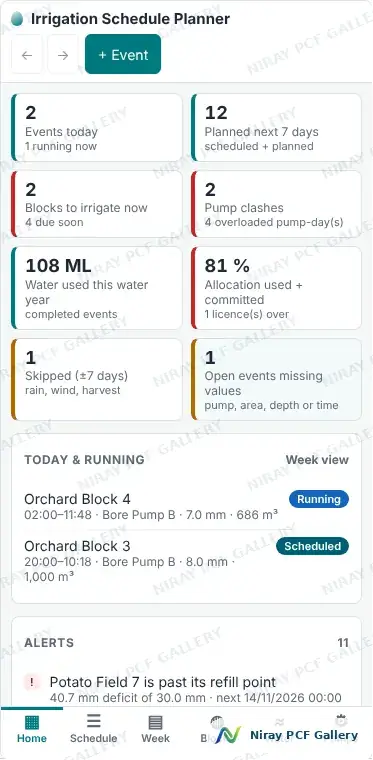 Irrigation Schedule Planner
← → + Event
2
Events today
1 running now
12
Planned next 7 days
scheduled + planned
2
Blocks to irrigate now
4 due soon
2
Pump clashes
4 overloaded pump-day(s)
108 ML
Water used this water
year
completed events
81 %
Allocation used +
committed
1 licence(s) over
1
Skipped (±7 days)
rain, wind, harvest
1
Open events missing
values
pump, area, depth or time
TODAY & RUNNING Week view
Orchard Block 4 Running
02:00–11:48 · Bore Pump B · 7.0 mm · 686 m³
Orchard Block 3 Scheduled
20:00–10:18 · Bore Pump B · 8.0 mm ·
1,000 m³
ALERTS 11
! Potato Field 7 is past its refill point
40.7 mm deficit of 30.0 mm · next 14/11/2026 00:00
Home Schedule Week
Niray PCF Gallery
NIRAY PCF GALLERY